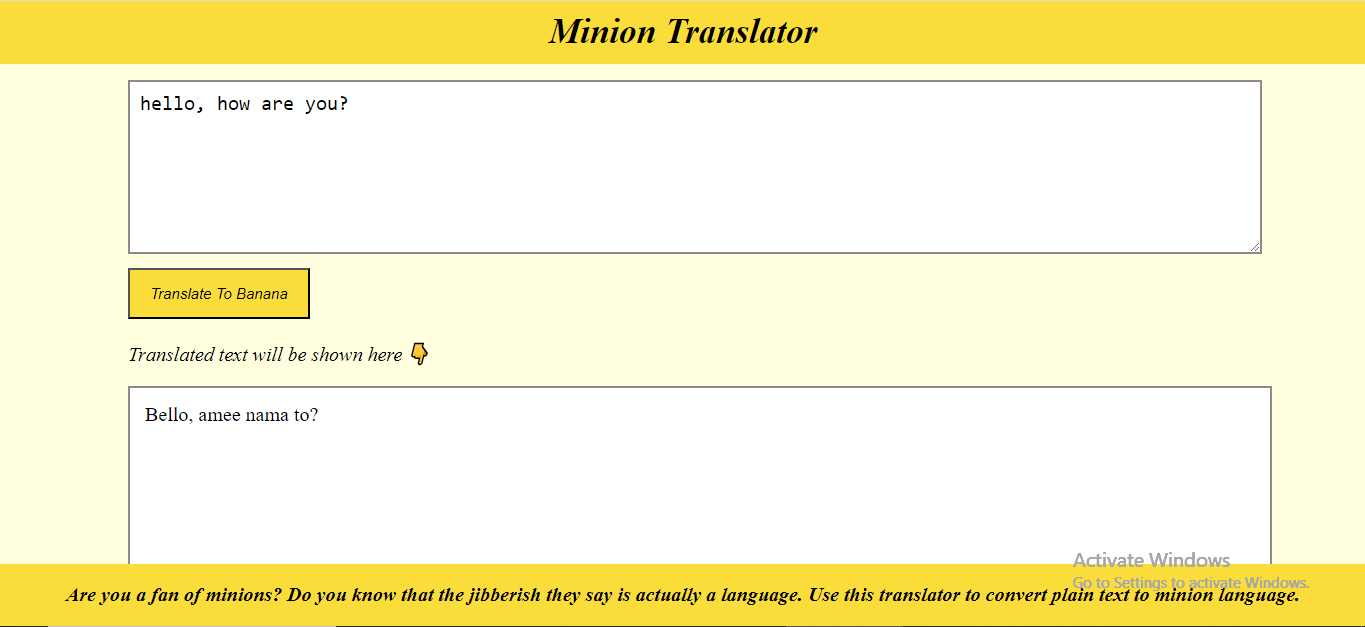 Minion Translator
hello, how are you?
Translate To Banana
Translated text will be shown here 👇
Bello, amee nama to?
Activate Windows
Go to Settings to activate Windows.
Are you a fan of minions? Do you know that the jibberish they say is actually a language. Use this translator to convert plain text to minion language.